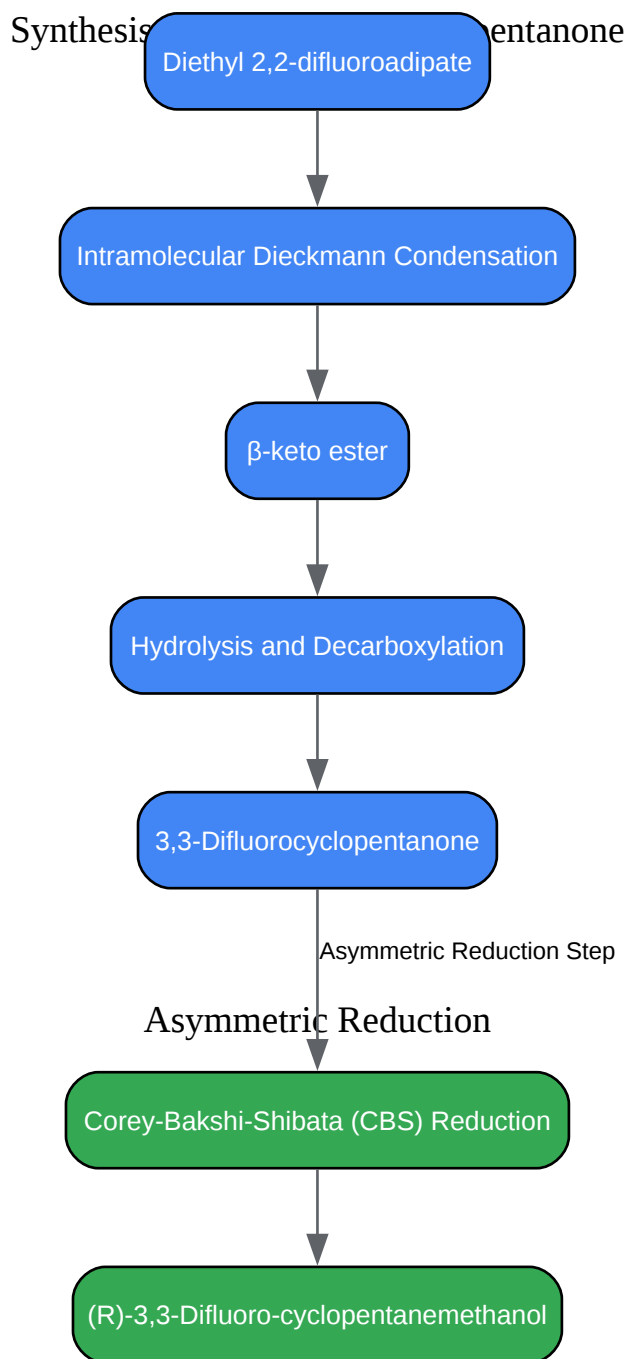 Synthesis pentanone
Diethyl 2,2-difluoroadipate
Intramolecular Dieckmann Condensation
β-keto ester
Hydrolysis and Decarboxylation
3,3-Difluorocyclopentanone
Asymmetric Reduction Step
Asymmetric Reduction
Corey-Bakshi-Shibata (CBS) Reduction
(R)-3,3-Difluoro-cyclopentanemethanol